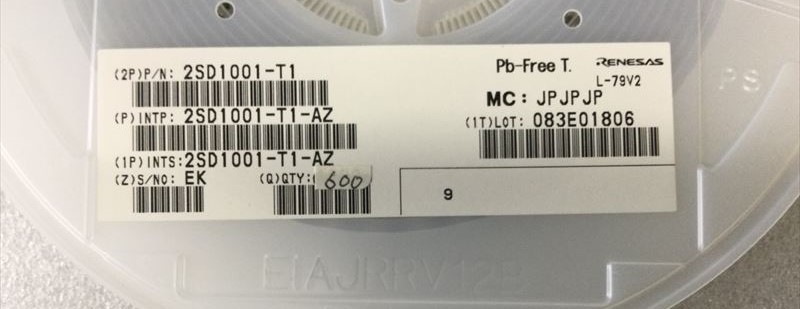 (2P)P/N: 2SD1001-T1
Pb-Free T. RENESAS
L-79V2
MC: JPJPJP
(P)INTP: 2SD1001-T1-AZ
(1T)LOT: 083E01806
(1P)INTS:2SD1001-T1-AZ
(Z)S/NO: EK (Q)QTY: 600
9
PS
EIAJRRV12B